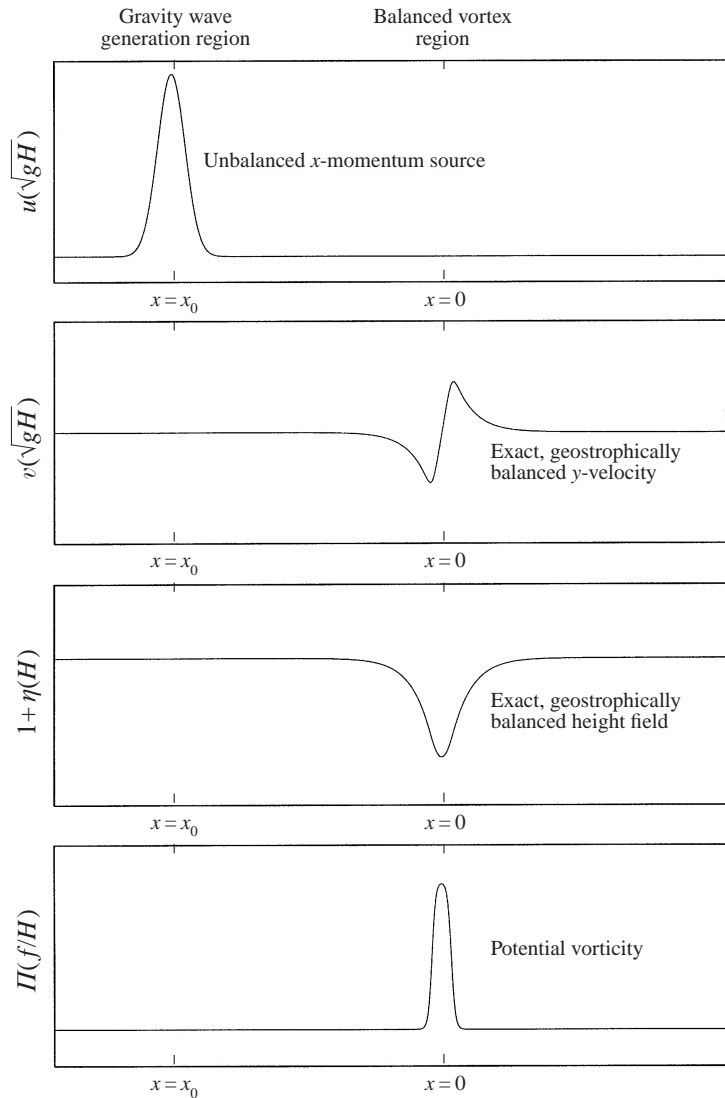 Gravity wave
generation region
Balanced vortex
region
u(√gH)
Unbalanced x-momentum source
x = x₀
x = 0
v(√gH)
Exact, geostrophically
balanced y-velocity
x = x₀
x = 0
1 + η(H)
Exact, geostrophically
balanced height field
x = x₀
x = 0
Π(f/H)
Potential vorticity
x = x₀
x = 0